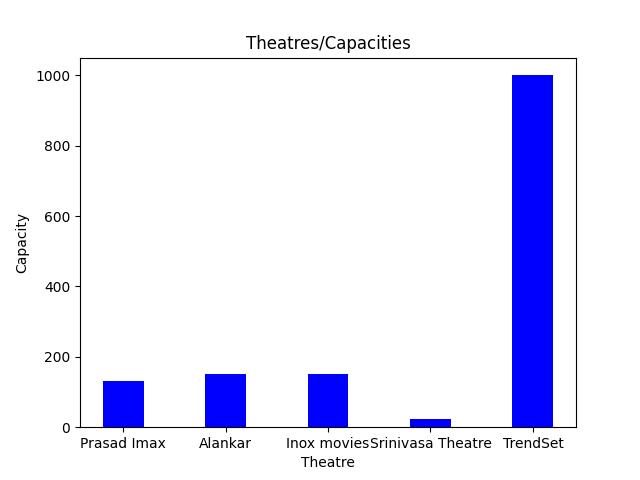 Theatres/Capacities
1000
800
600
400
200
0
Capacity
Prasad Imax Alankar Inox movies Srinivasa Theatre TrendSet
Theatre